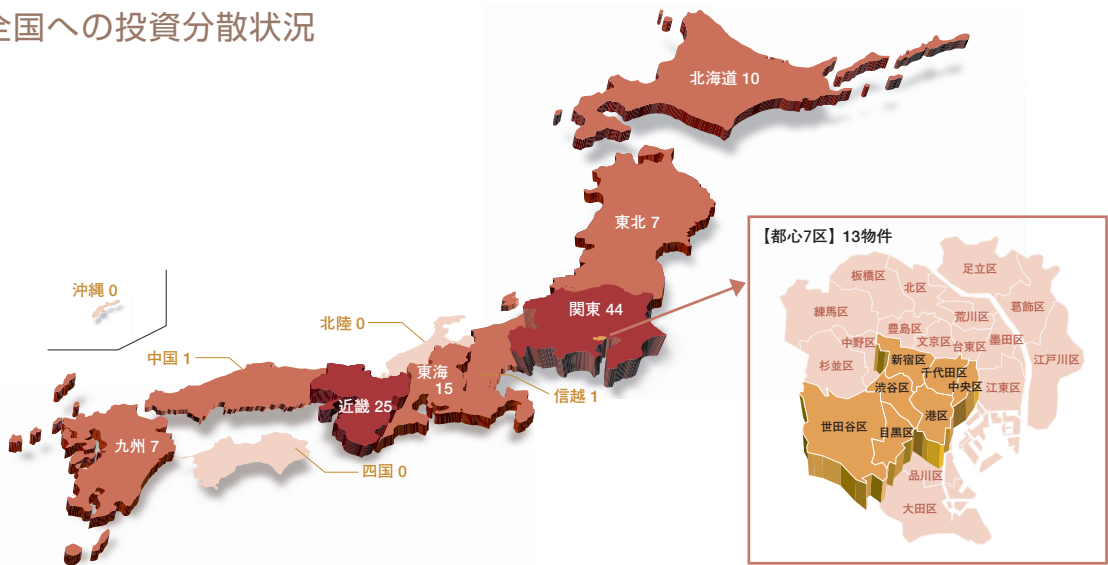 全国への投資分散状況
北海道 10
東北 7
関東 44
北陸 0
東海
15
信越 1
近畿 25
中国 1
四国 0
九州 7
沖縄 0
【都心7区】13物件
足立区
板橋区
北区
葛飾区
練馬区
荒川区
豊島区
文京区
墨田区
中野区
台東区
江戸川区
新宿区
杉並区
千代田区
渋谷区
中央区
江東区
港区
世田谷区
目黒区
品川区
大田区